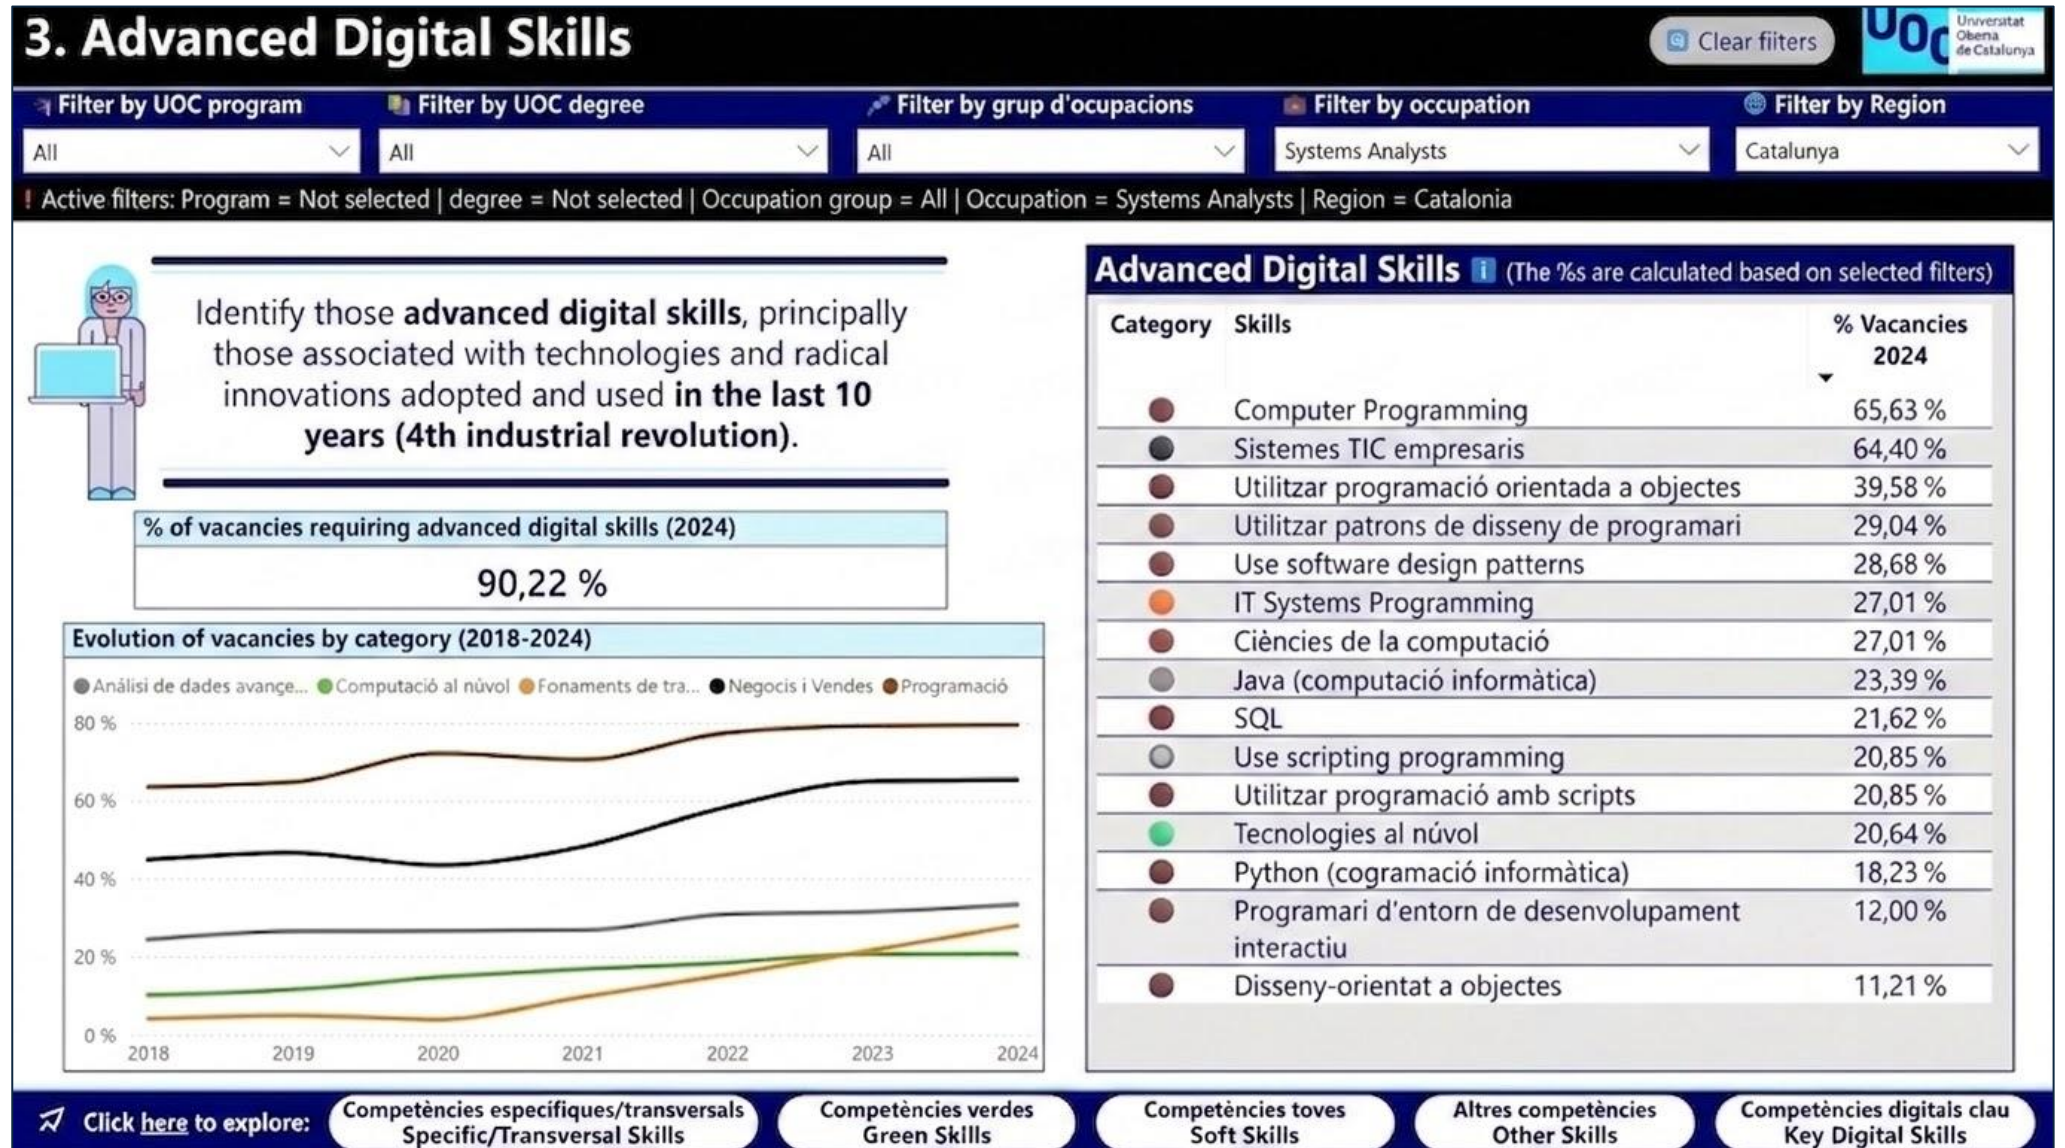 3. Advanced Digital Skills
Clear fiiters
UOC
Universitat
Obena
de Cstalunya
Filter by UOC program
Filter by UOC degree
Filter by grup d'ocupacions
Filter by occupation
Filter by Region
All
All
All
Systems Analysts
Catalunya
! Active filters: Program = Not selected | degree = Not selected | Occupation group = All | Occupation = Systems Analysts | Region = Catalonia
Identify those advanced digital skills, principally
those associated with technologies and radical
innovations adopted and used in the last 10
years (4th industrial revolution).
% of vacancies requiring advanced digital skills (2024)
90,22 %
Evolution of vacancies by category (2018-2024)
Análisi de dades avançe... Computació al núvol Fonaments de tra... Negocis i Vendes Programació
80 %
60 %
40 %
20 %
0 %
2018 2019 2020 2021 2022 2023 2024
Advanced Digital Skills i (The %s are calculated based on selected filters)
Category Skills % Vacancies
2024
Computer Programming 65,63 %
Sistemes TIC empresaris 64,40 %
Utilitzar programació orientada a objectes 39,58 %
Utilitzar patrons de disseny de programari 29,04 %
Use software design patterns 28,68 %
IT Systems Programming 27,01 %
Ciències de la computació 27,01 %
Java (computació informàtica) 23,39 %
SQL 21,62 %
Use scripting programming 20,85 %
Utilitzar programació amb scripts 20,85 %
Tecnologies al núvol 20,64 %
Python (cogramació informàtica) 18,23 %
Programari d'entorn de desenvolupament 12,00 %
interactiu
Disseny-orientat a objectes 11,21 %
Click here to explore:
Competències específiques/transversals
Specific/Transversal Skills
Competències verdes
Green Skills
Competències toves
Soft Skills
Altres competències
Other Skills
Competències digitals clau
Key Digital Skills